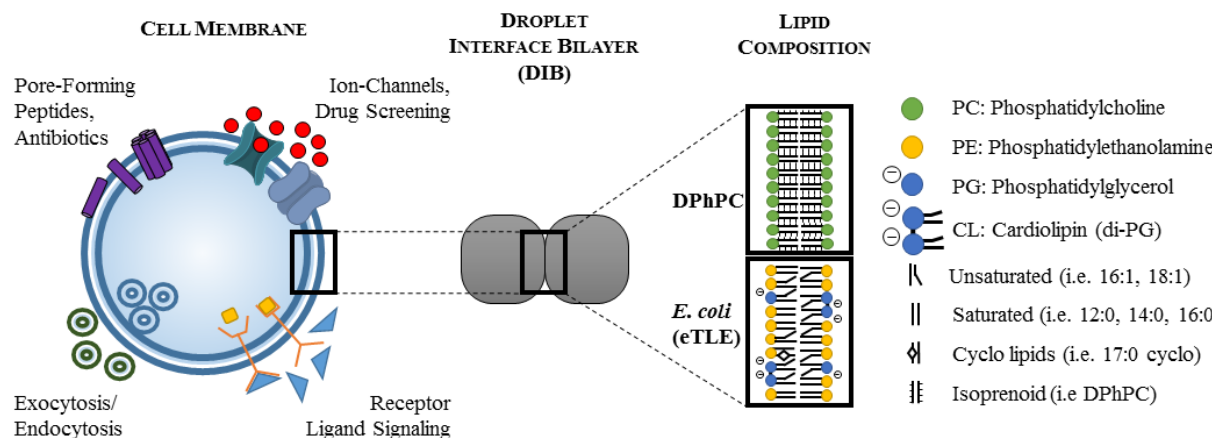 CELL MEMBRANE
DROPLET
INTERFACE BILAYER
(DIB)
LIPID
COMPOSITION
Pore-Forming
Peptides,
Antibiotics
Ion-Channels,
Drug Screening
Exocytosis/
Endocytosis
Receptor
Ligand Signaling
DPhPC
E. coli
(eTLE)
PC: Phosphatidylcholine
PE: Phosphatidylethanolamine
PG: Phosphatidylglycerol
CL: Cardiolipin (di-PG)
Unsaturated (i.e. 16:1, 18:1)
Saturated (i.e. 12:0, 14:0, 16:0
Cyclo lipids (i.e. 17:0 cyclo)
Isoprenoid (i.e DPhPC)